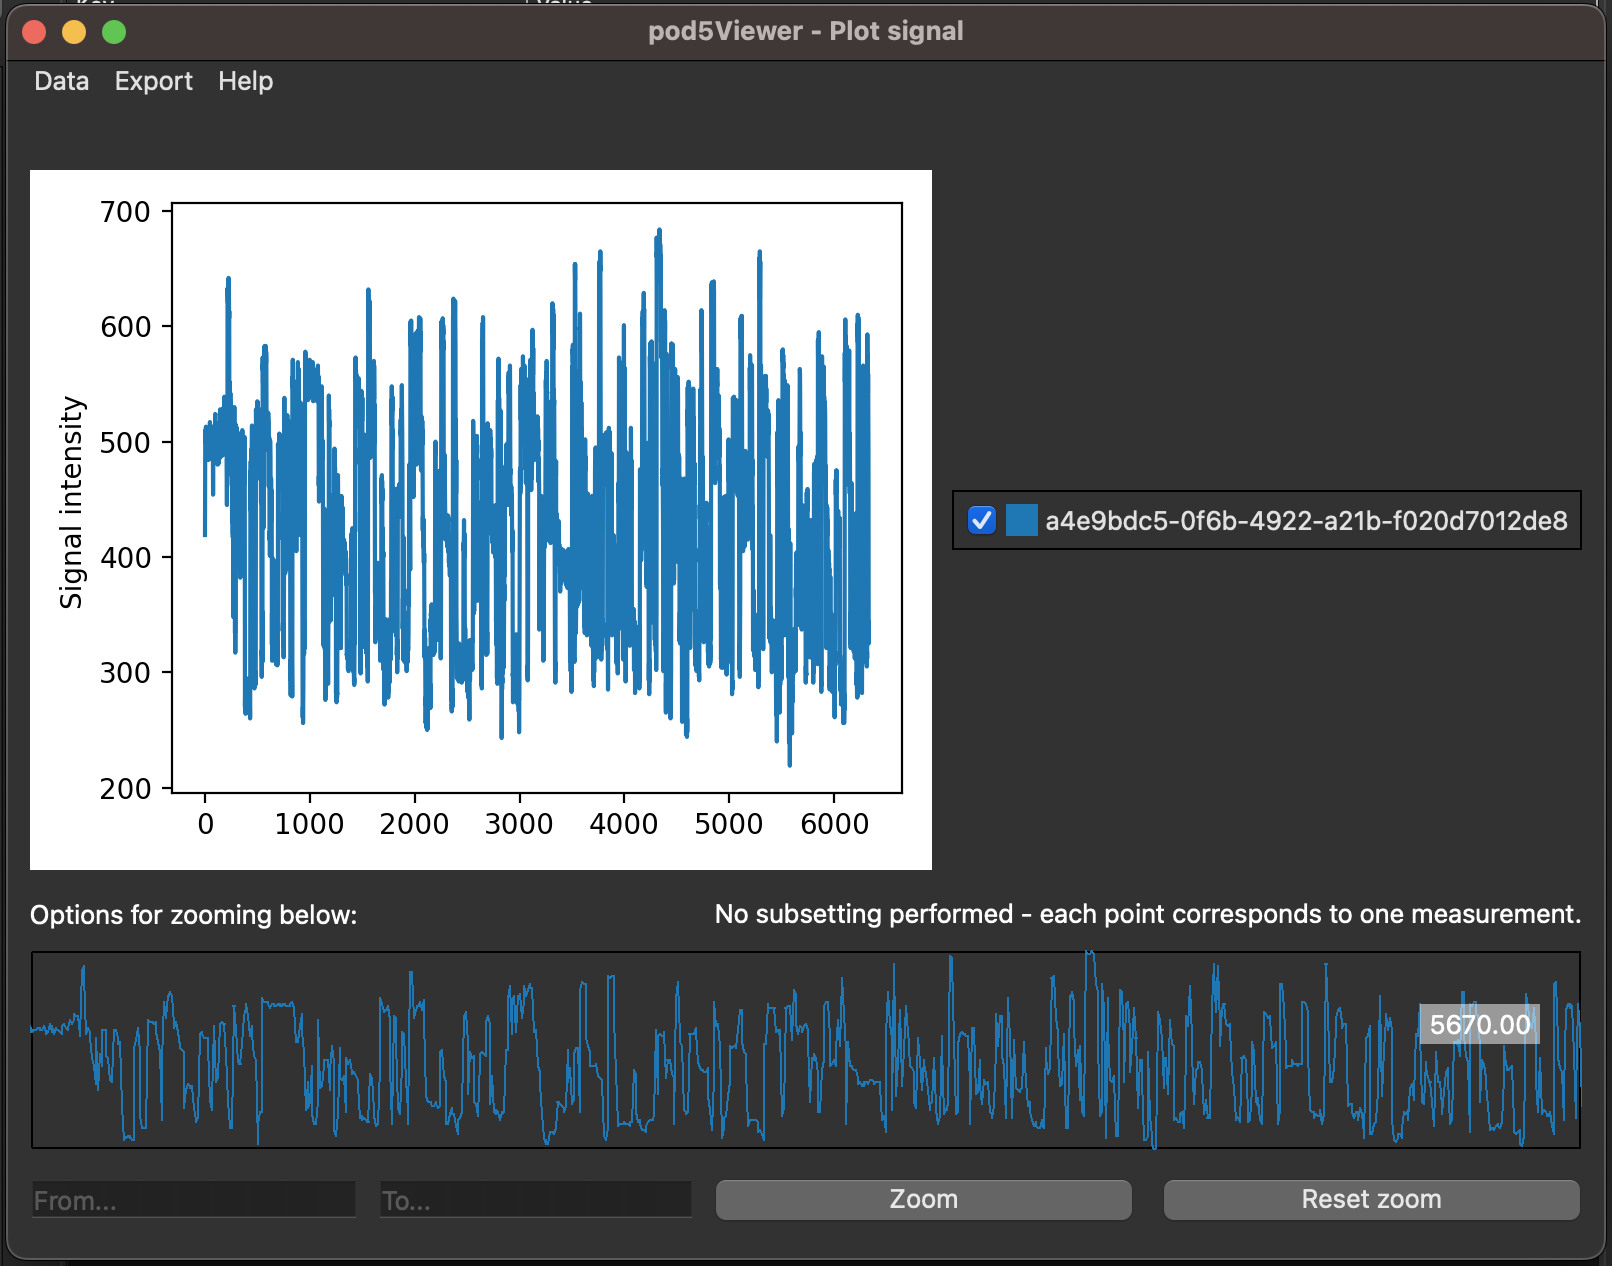 pod5Viewer - Plot signal
Data Export Help
700
600
500
400
300
200
Signal intensity
0 1000 2000 3000 4000 5000 6000
a4e9bdc5-0f6b-4922-a21b-f020d7012de8
Options for zooming below:
No subsetting performed - each point corresponds to one measurement.
5670.00
From...
To...
Zoom
Reset zoom